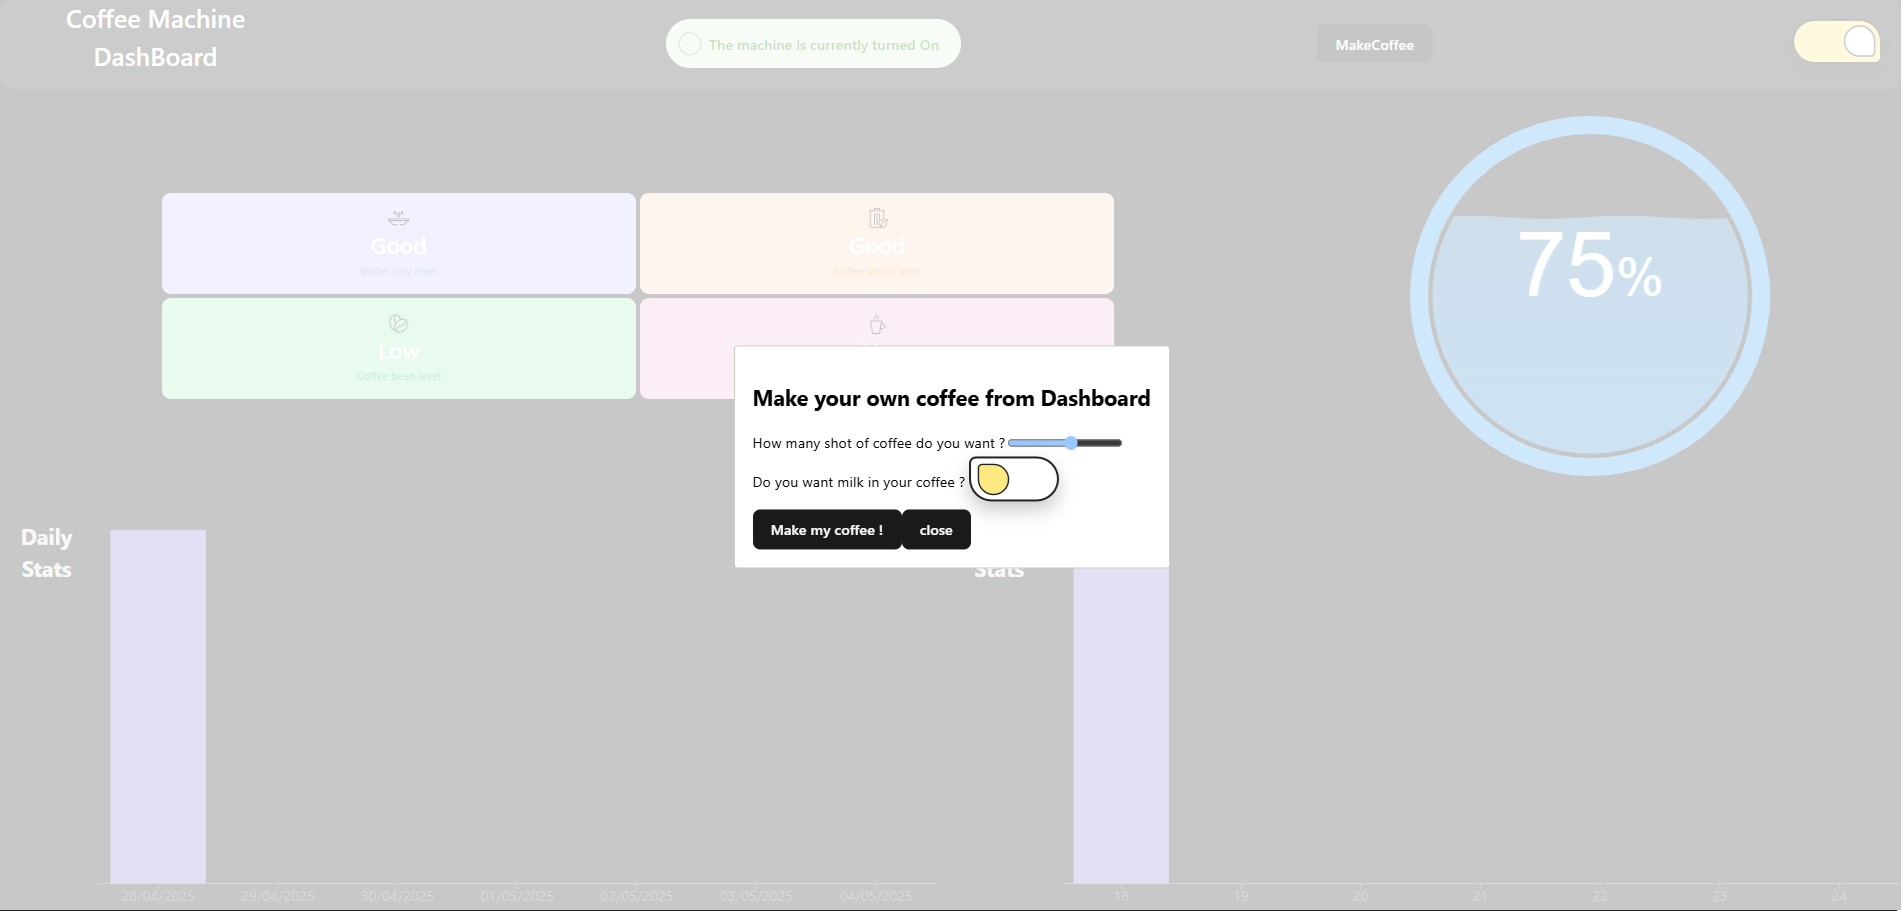 Coffee Machine
DashBoard
The machine is currently turned On
MakeCoffee
Good
Water tray level
Good
Coffee waste level
Low
Coffee bean level
75%
Make your own coffee from Dashboard
How many shot of coffee do you want ?
Do you want milk in your coffee ?
Make my coffee !
close
Daily
Stats
Stats
28/04/2025
29/04/2025
30/04/2025
01/05/2025
02/05/2025
03/05/2025
04/05/2025
18
19
20
21
22
23
24